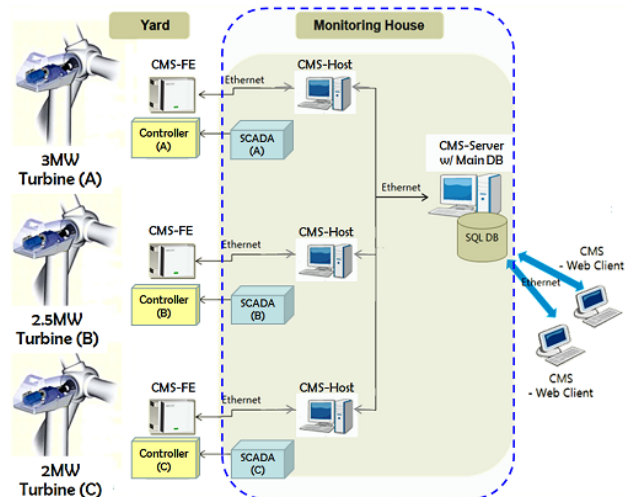 Yard
Monitoring House
CMS-FE
Ethernet
CMS-Host
Controller
(A)
SCADA
(A)
3MW
Turbine (A)
CMS-Server
w/ Main DB
Ethernet
SQL DB
CMS-FE
Ethernet
CMS-Host
Controller
(B)
SCADA
(B)
2.5MW
Turbine (B)
Ethernet
CMS
- Web Client
CMS
- Web Client
CMS-FE
Ethernet
CMS-Host
Controller
(C)
SCADA
(C)
2MW
Turbine (C)